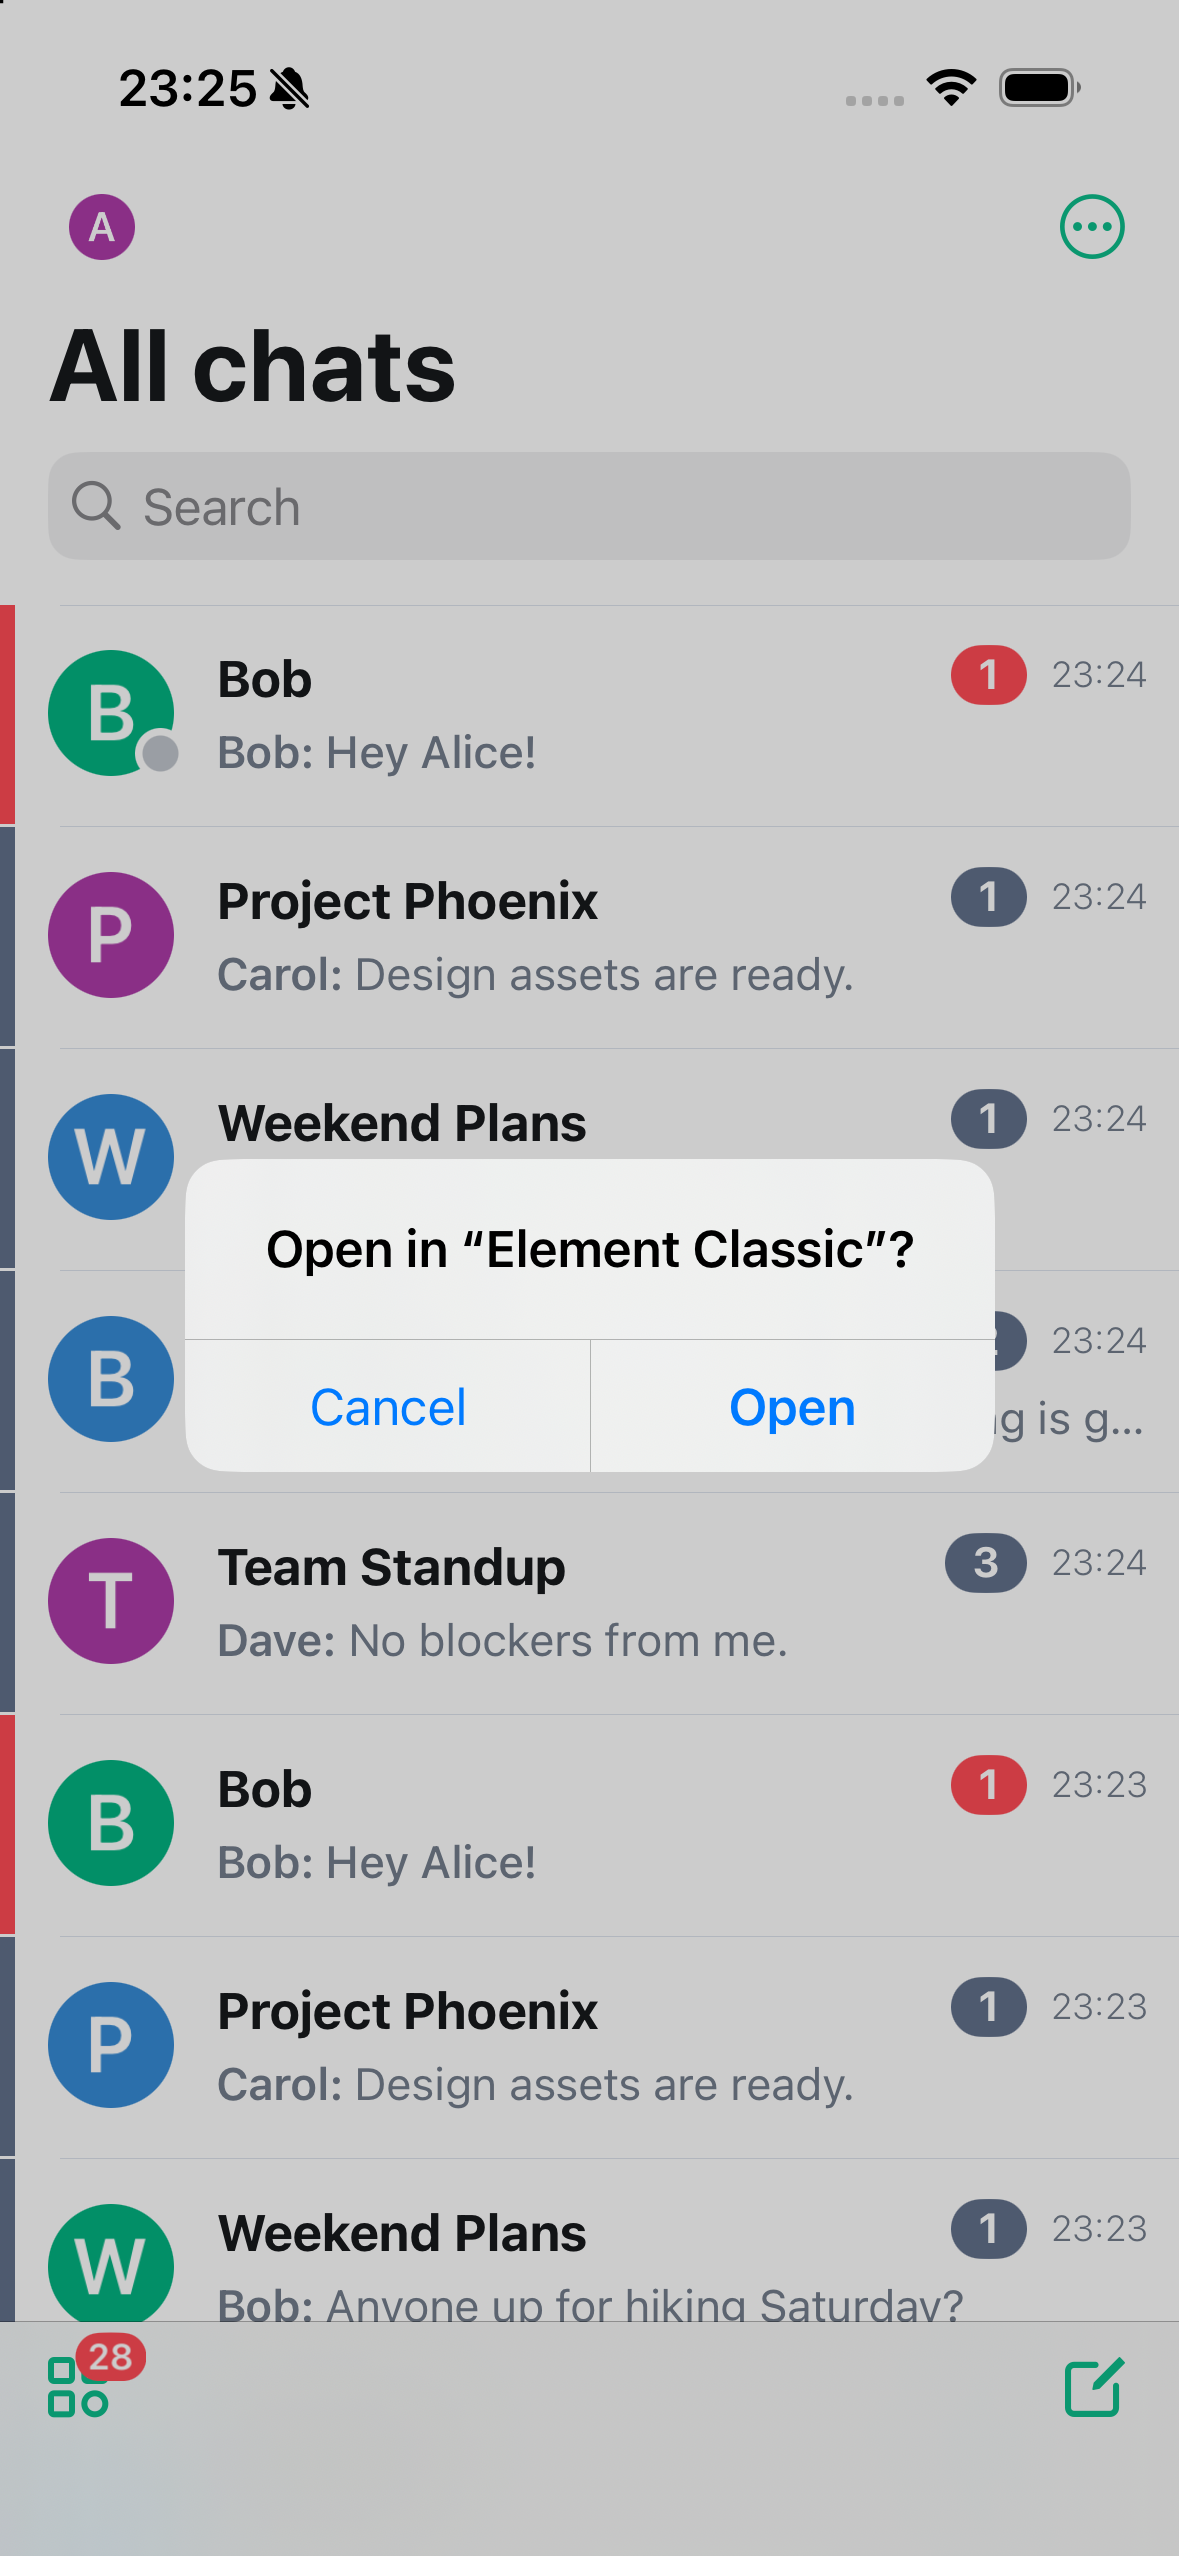 23:25
A
All chats
Search
B
Bob
1
23:24
Bob: Hey Alice!
P
Project Phoenix
1
23:24
Carol: Design assets are ready.
W
Weekend Plans
1
23:24
Open in “Element Classic”?
Cancel
Open
B
23:24
is g...
T
Team Standup
3
23:24
Dave: No blockers from me.
B
Bob
1
23:23
Bob: Hey Alice!
P
Project Phoenix
1
23:23
Carol: Design assets are ready.
W
Weekend Plans
1
23:23
Bob: Anyone up for hiking Saturday?
28